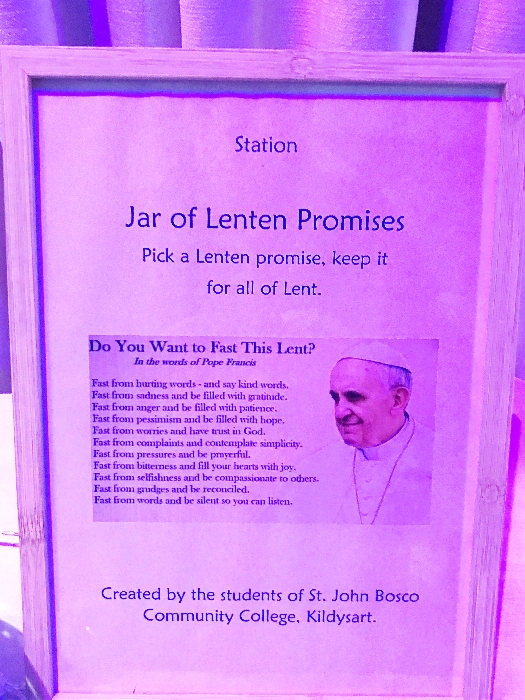 Station
Jar of Lenten Promises
Pick a Lenten promise, keep it
for all of Lent.
Do You Want to Fast This Lent?
In the words of Pope Francis
Fast from hurting words - and say kind words.
Fast from sadness and be filled with gratitude.
Fast from anger and be filled with patience.
Fast from pessimism and be filled with hope.
Fast from worries and have trust in God.
Fast from complaints and contemplate simplicity.
Fast from pressures and be prayerful.
Fast from bitterness and fill your hearts with joy.
Fast from selfishness and be compassionate to others.
Fast from grudges and be reconciled.
Fast from words and be silent so you can listen.
Created by the students of St. John Bosco
Community College, Kildysart.